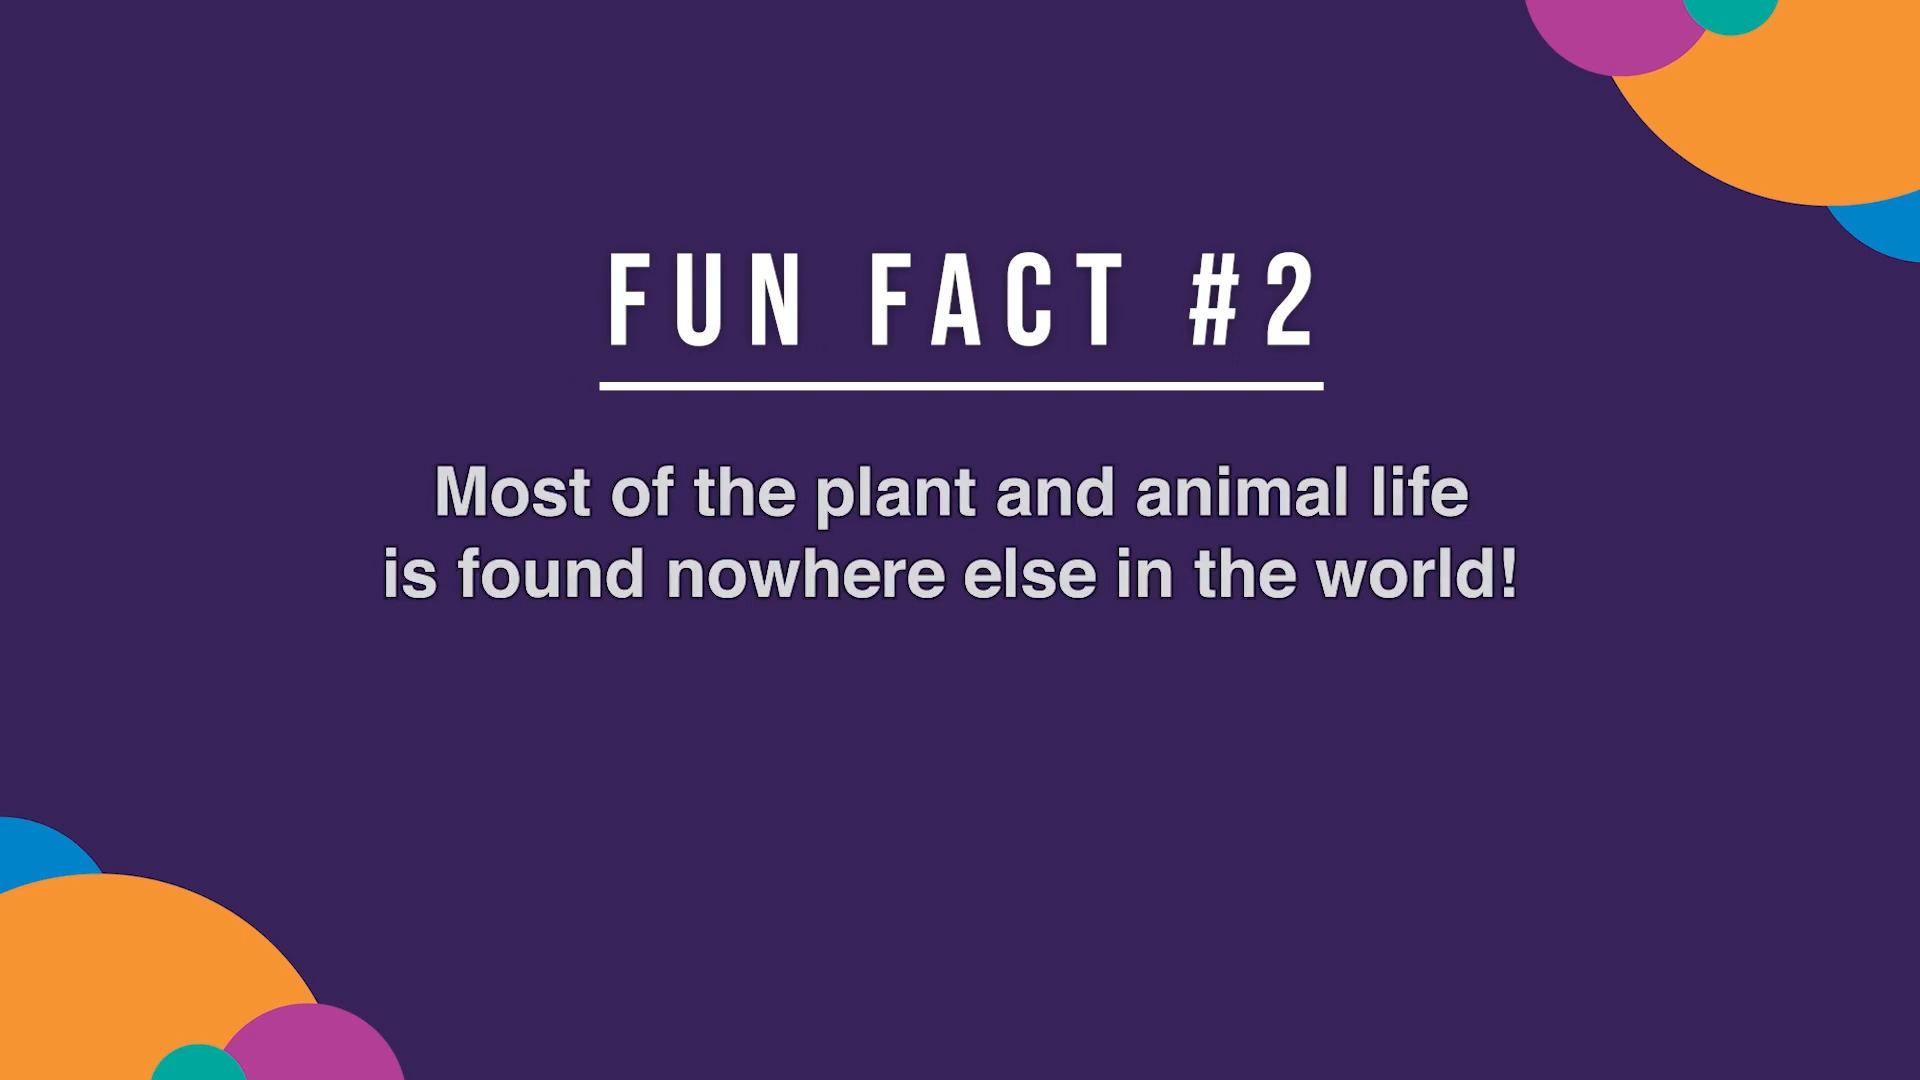 FUN FACT #2
Most of the plant and animal life
is found nowhere else in the world!